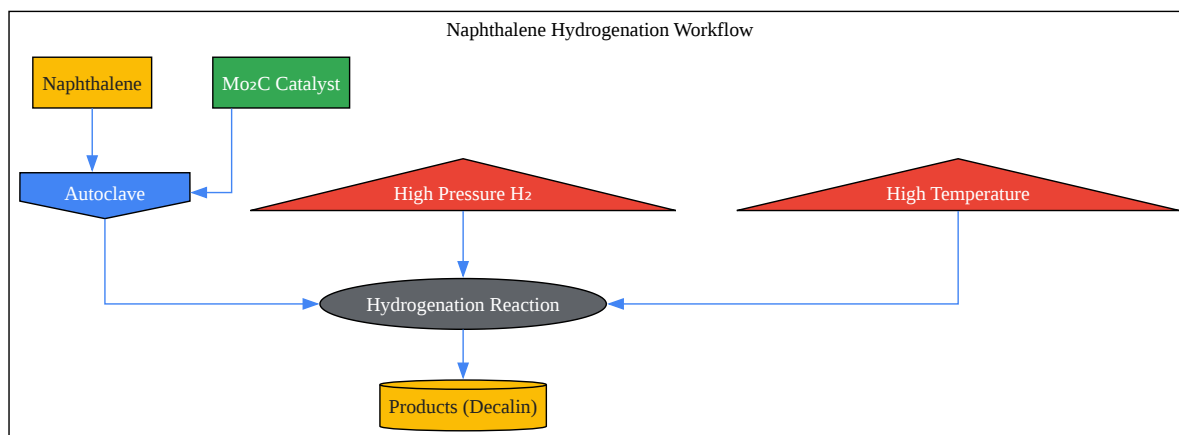 Naphthalene Hydrogenation Workflow
Naphthalene
Mo₂C Catalyst
Autoclave
High Pressure H₂
High Temperature
Hydrogenation Reaction
Products (Decalin)